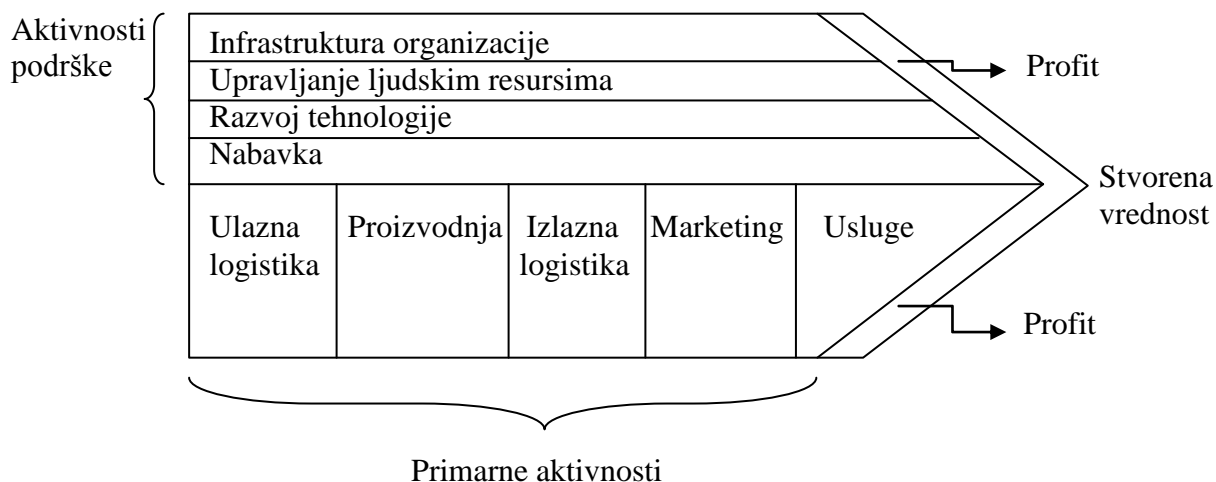 Aktivnosti
podrške
Infrastruktura organizacije
Upravljanje ljudskim resursima
Razvoj tehnologije
Nabavka
Profit
Stvorena
vrednost
Ulazna
logistika
Proizvodnja
Izlazna
logistika
Marketing
Usluge
Profit
Primarne aktivnosti